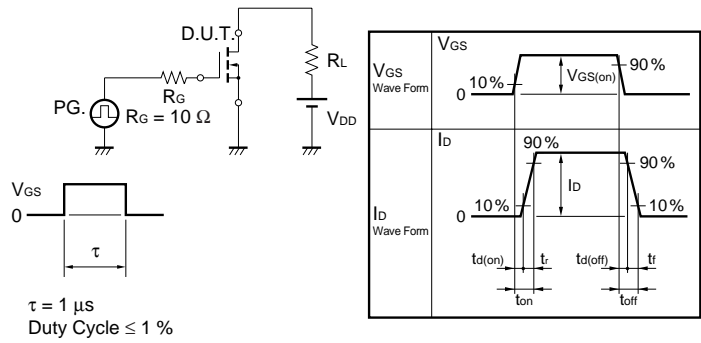 D.U.T.
RL
RG
PG.
RG = 10 Ω
VDD
VGS
0
τ
τ = 1 μs
Duty Cycle ≤ 1 %
VGS
Wave Form
VGS
10 %
VGS(on)
90 %
0
ID
Wave Form
ID
90 %
90 %
10 %
ID
10 %
0
td(on)
tr
td(off)
tf
ton
toff